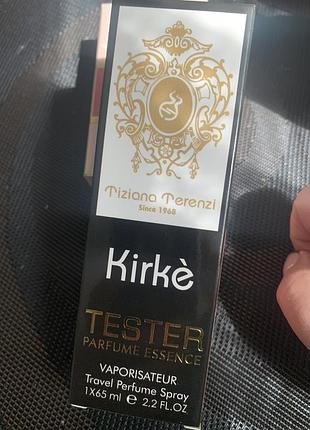 Tiziana Terenzi
Since 1968
Kirkè
TESTER
PARFUME ESSENCE
VAPORISATEUR
Travel Perfume Spray
1X65 ml ℮ 2.2 FL.OZ